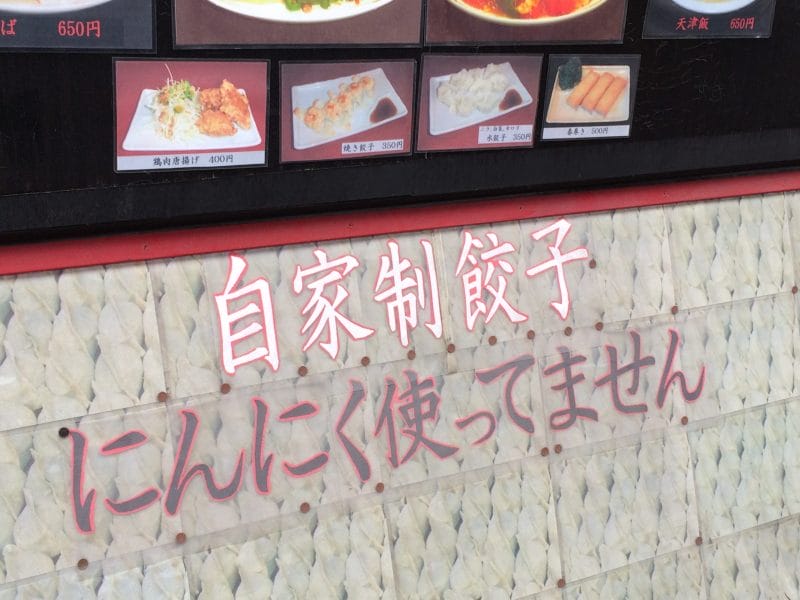 ば 650円
天津飯 650円
鶏肉唐揚げ 400円
焼き餃子 350円
水餃子 350円
春巻き 500円
自家制餃子
にんにく使ってません